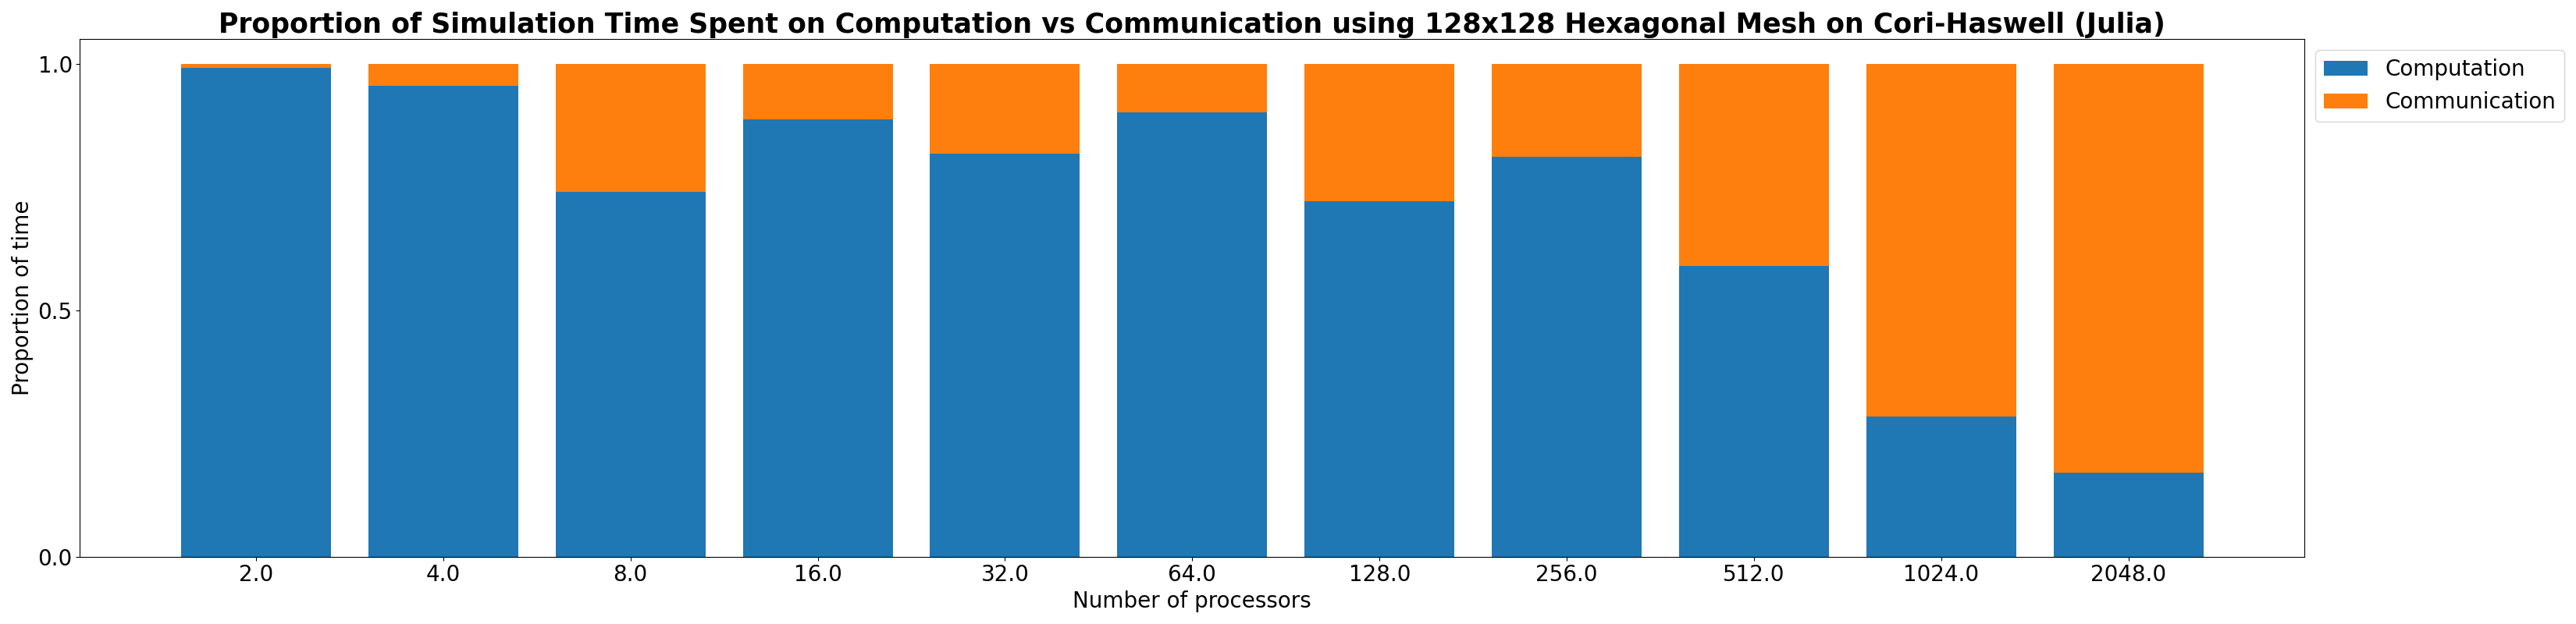 Proportion of Simulation Time Spent on Computation vs Communication using 128x128 Hexagonal Mesh on Cori-Haswell (Julia)
Computation
Communication
Proportion of time
1.0
0.5
0.0
2.0 4.0 8.0 16.0 32.0 64.0 128.0 256.0 512.0 1024.0 2048.0
Number of processors